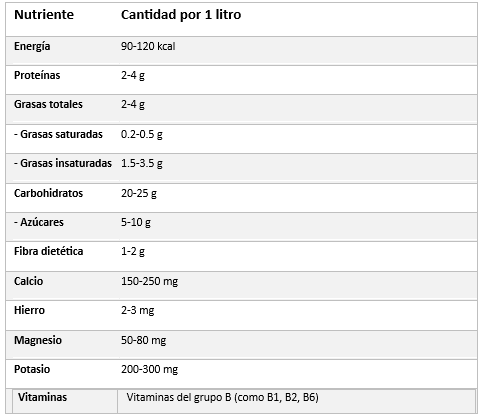 Nutriente Cantidad por 1 litro
Energía 90-120 kcal
Proteínas 2-4 g
Grasas totales 2-4 g
- Grasas saturadas 0.2-0.5 g
- Grasas insaturadas 1.5-3.5 g
Carbohidratos 20-25 g
- Azúcares 5-10 g
Fibra dietética 1-2 g
Calcio 150-250 mg
Hierro 2-3 mg
Magnesio 50-80 mg
Potasio 200-300 mg
Vitaminas Vitaminas del grupo B (como B1, B2, B6)